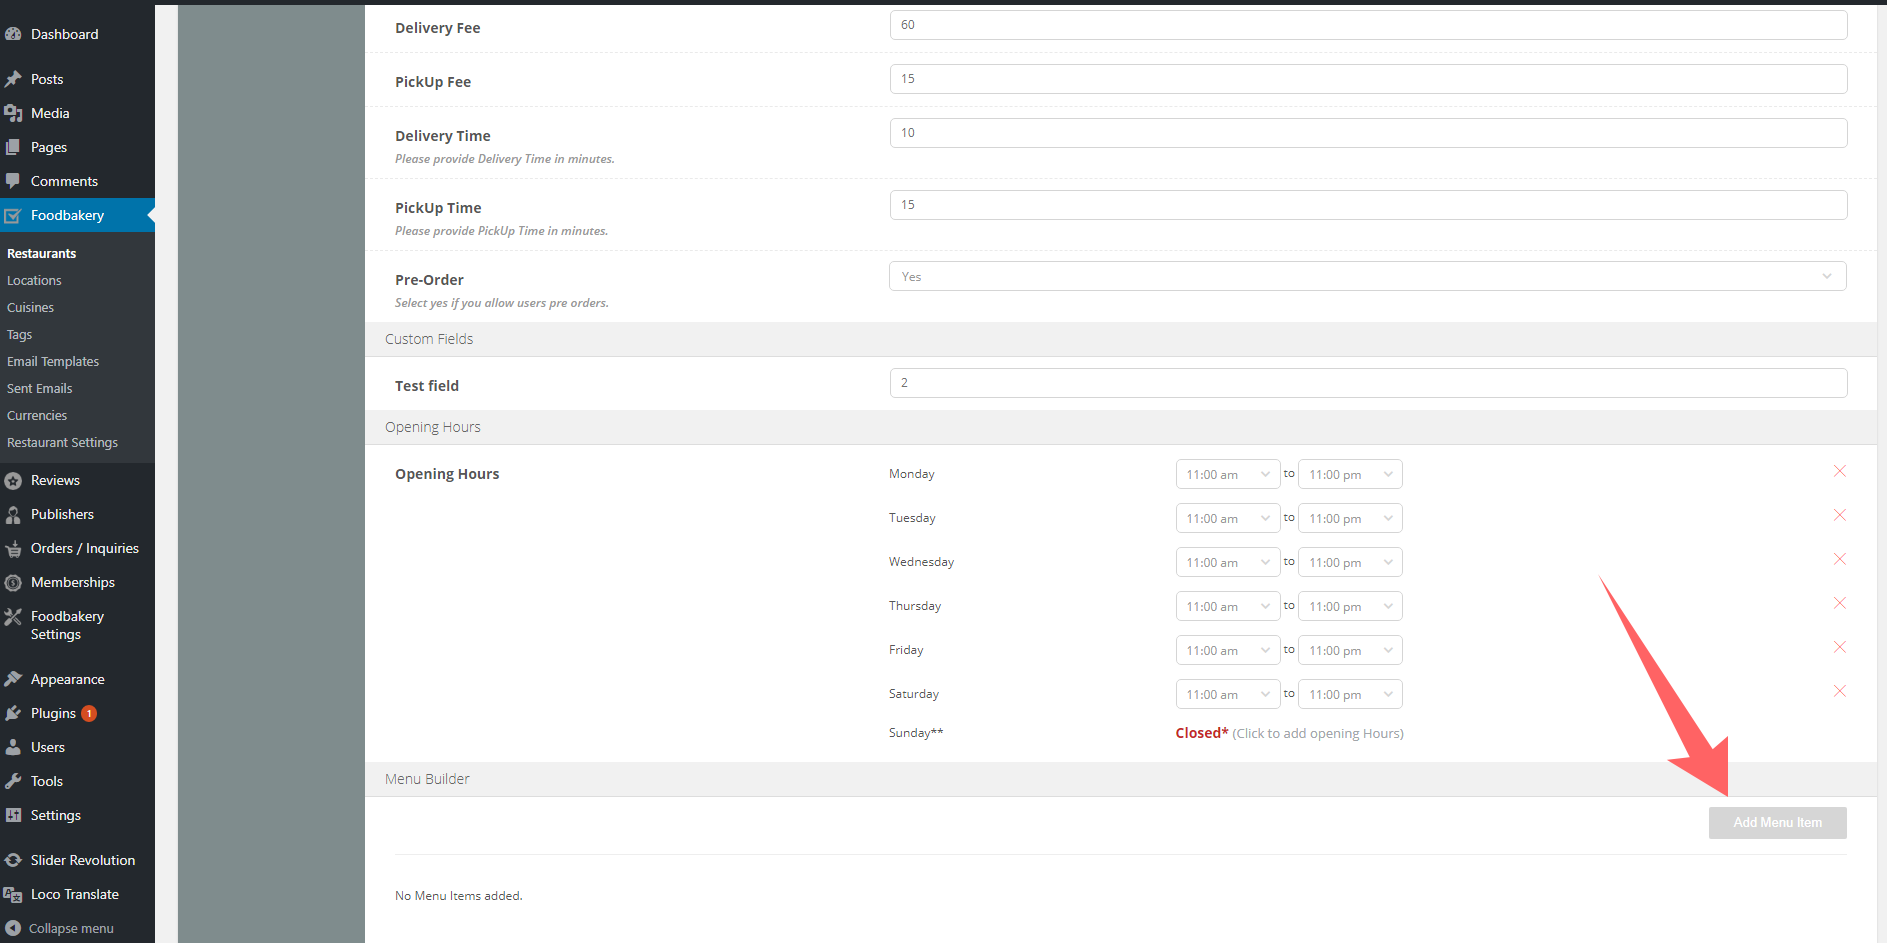 Dashboard
Posts
Media
Pages
Comments
Foodbakery
Restaurants
Locations
Cuisines
Tags
Email Templates
Sent Emails
Currencies
Restaurant Settings
Reviews
Publishers
Orders / Inquiries
Memberships
Foodbakery
Settings
Appearance
Plugins 1
Users
Tools
Settings
Slider Revolution
Loco Translate
Collapse menu
Delivery Fee
60
PickUp Fee
15
Delivery Time
10
Please provide Delivery Time in minutes.
PickUp Time
15
Please provide PickUp Time in minutes.
Pre-Order
Yes
Select yes if you allow users pre orders.
Custom Fields
Test field
2
Opening Hours
Opening Hours
Monday 11:00 am to 11:00 pm
Tuesday 11:00 am to 11:00 pm
Wednesday 11:00 am to 11:00 pm
Thursday 11:00 am to 11:00 pm
Friday 11:00 am to 11:00 pm
Saturday 11:00 am to 11:00 pm
Sunday** Closed* (Click to add opening Hours)
Menu Builder
Add Menu Item
No Menu Items added.